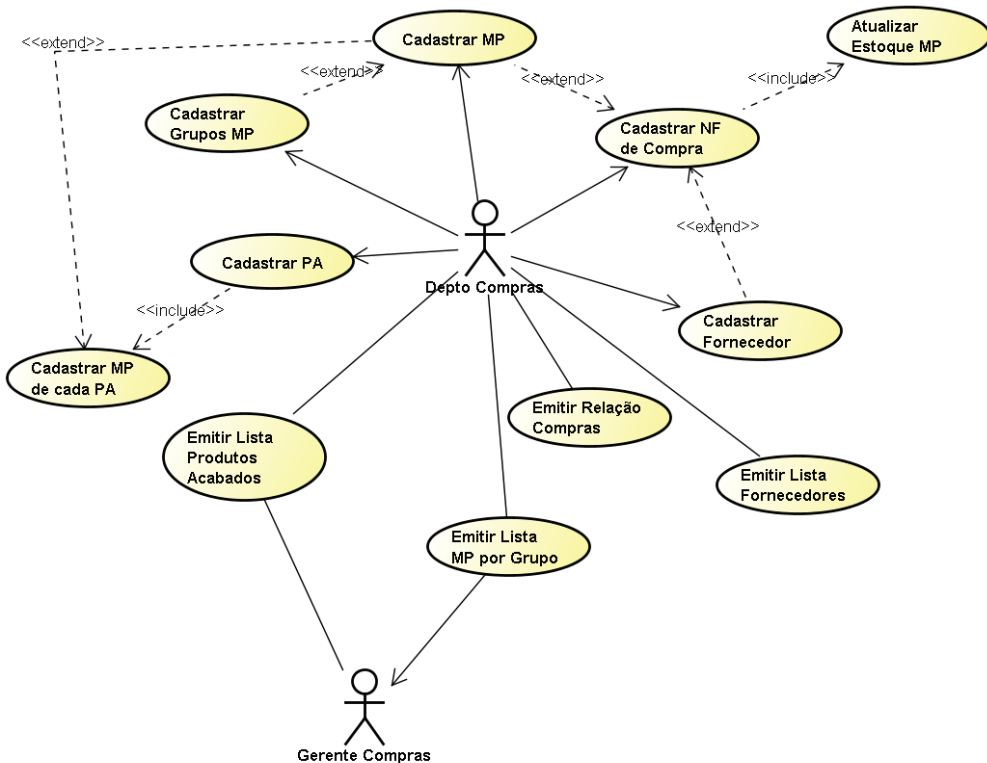 Cadastrar MP
Atualizar
Estoque MP
<<extend>>
<<extend>>
<<extend>>
<<include>>
Cadastrar
Grupos MP
Cadastrar NF
de Compra
<<extend>>
Cadastrar PA
Depto Compras
<<include>>
Cadastrar
Fornecedor
Cadastrar MP
de cada PA
Emitir Relação
Compras
Emitir Lista
Produtos
Acabados
Emitir Lista
Fornecedores
Emitir Lista
MP por Grupo
Gerente Compras